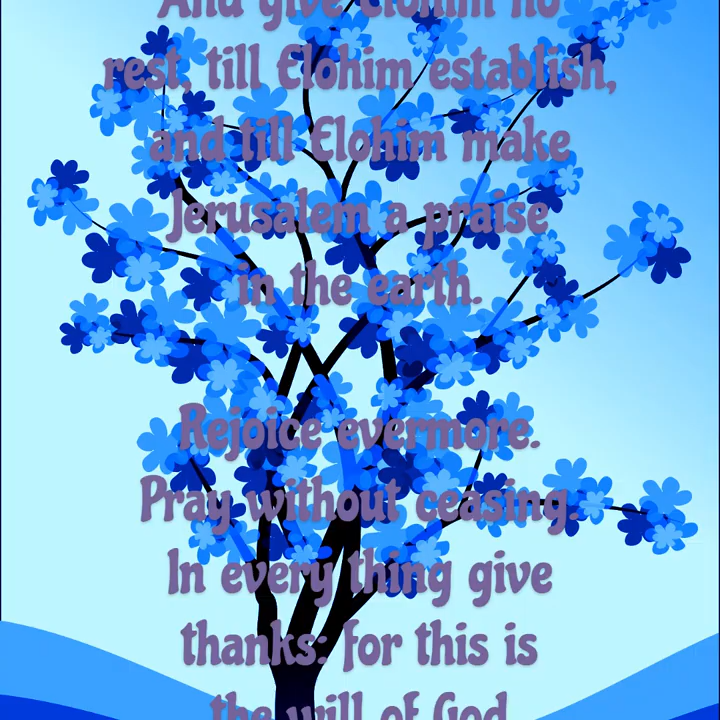 And give Elohim no
rest, till Elohim establish,
and till Elohim make
Jerusalem a praise
in the earth.
Rejoice evermore.
Pray without ceasing.
In every thing give
thanks: for this is
the will of God